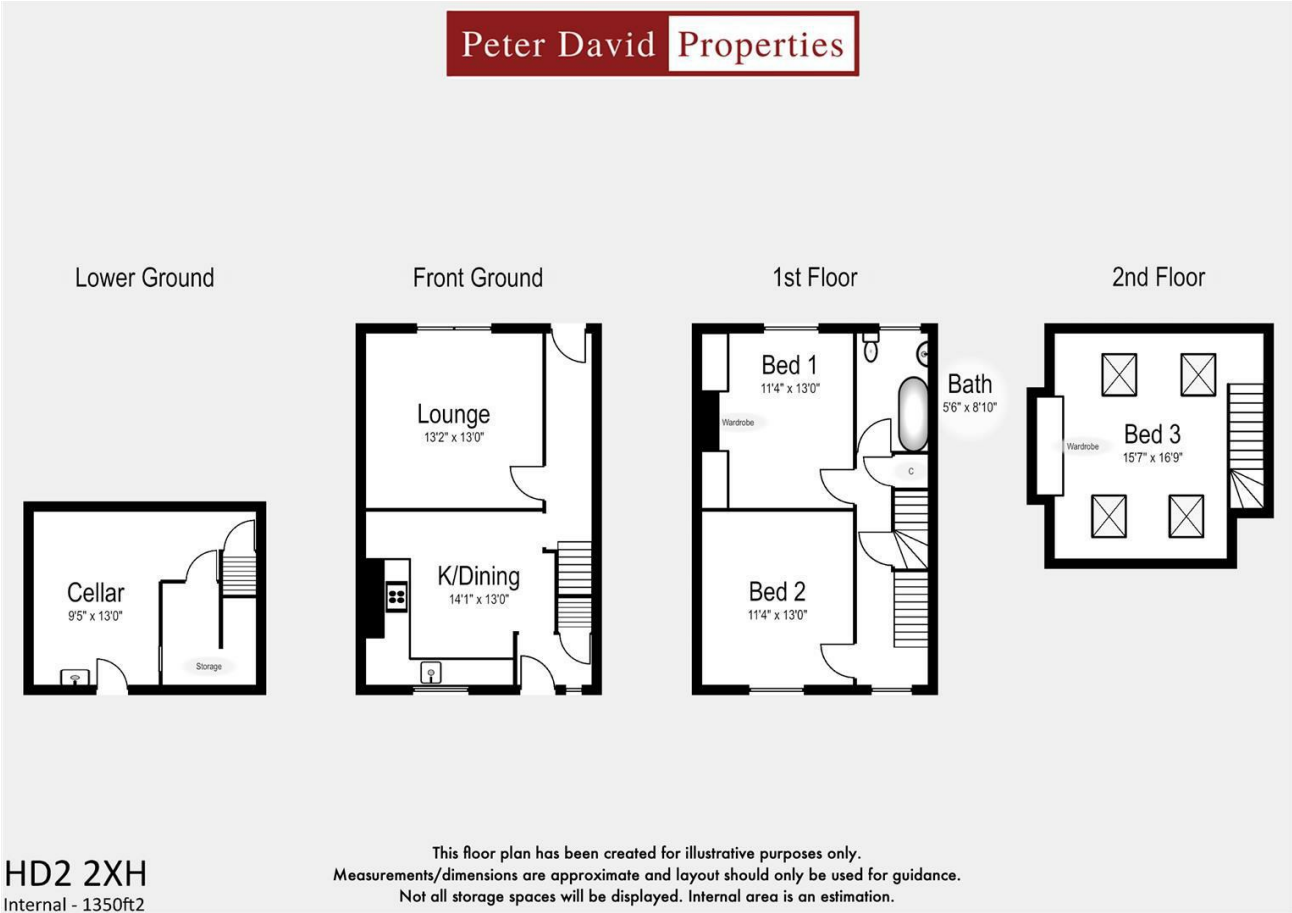 Peter David Properties
Lower Ground
Front Ground
1st Floor
2nd Floor
Cellar
9'5" x 13'0"
Storage
Lounge
13'2" x 13'0"
K/Dining
14'1" x 13'0"
Bed 1
11'4" x 13'0"
Wardrobe
Bath
5'6" x 8'10"
C
Bed 2
11'4" x 13'0"
Wardrobe
Bed 3
15'7" x 16'9"
HD2 2XH
Internal - 1350ft2
This floor plan has been created for illustrative purposes only.
Measurements/dimensions are approximate and layout should only be used for guidance.
Not all storage spaces will be displayed. Internal area is an estimation.